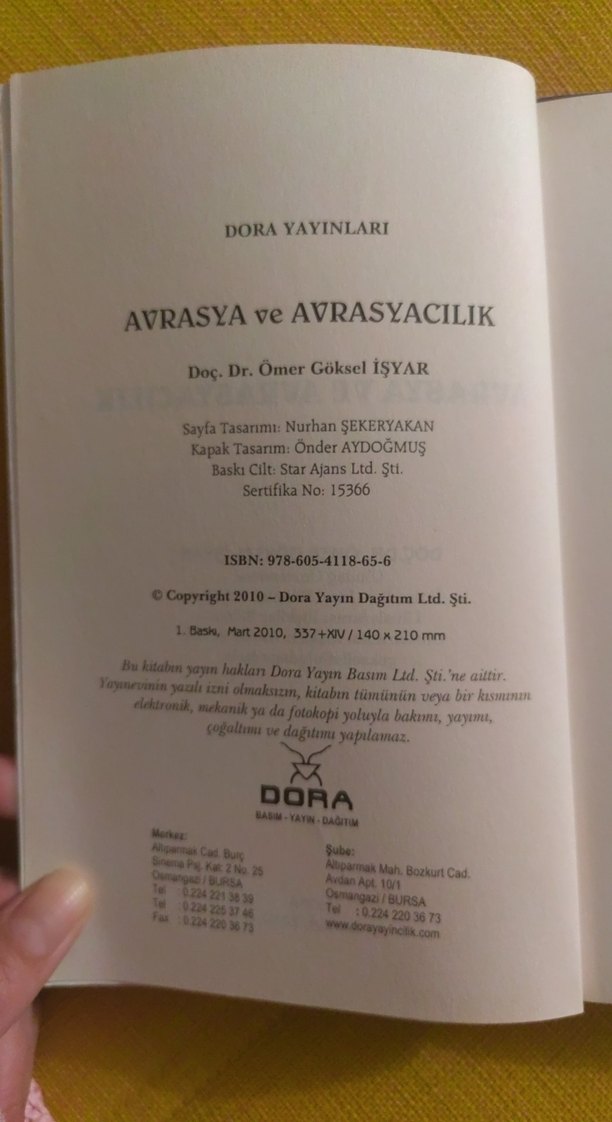 DORA YAYINLARI
AVRASYA ve AVRASYACILIK
Doç. Dr. Ömer Göksel İŞYAR
Sayfa Tasarımı: Nurhan ŞEKERYAKAN
Kapak Tasarım: Önder AYDOĞMUŞ
Baskı Cilt: Star Ajans Ltd. Şti.
Sertifika No: 15366
ISBN: 978-605-4118-65-6
© Copyright 2010 – Dora Yayın Dağıtım Ltd. Şti.
1. Baskı, Mart 2010, 337+XIV / 140 x 210 mm
Bu kitabın yayın hakları Dora Yayın Basım Ltd. Şti.'ne aittir.
Yayınevinin yazılı izni olmaksızın, kitabın tümünün veya bir kısmının
elektronik, mekanik ya da fotokopi yoluyla bakımı, yayımı,
çoğaltımı ve dağıtımı yapılamaz.
DORA
BASIM - YAYIN - DAĞITIM
Merkez:
Altıparmak Cad. Burç
Sinema Psj. Kat: 2 No. 25
Osmangazi / BURSA
Tel : 0.224 221 38 39
Tel : 0.224 225 37 46
Fax : 0.224 220 36 73
Şube:
Altıparmak Mah. Bozkurt Cad.
Avdan Apt. 10/1
Osmangazi / BURSA
Tel : 0.224 220 36 73
www.dorayayincilik.com